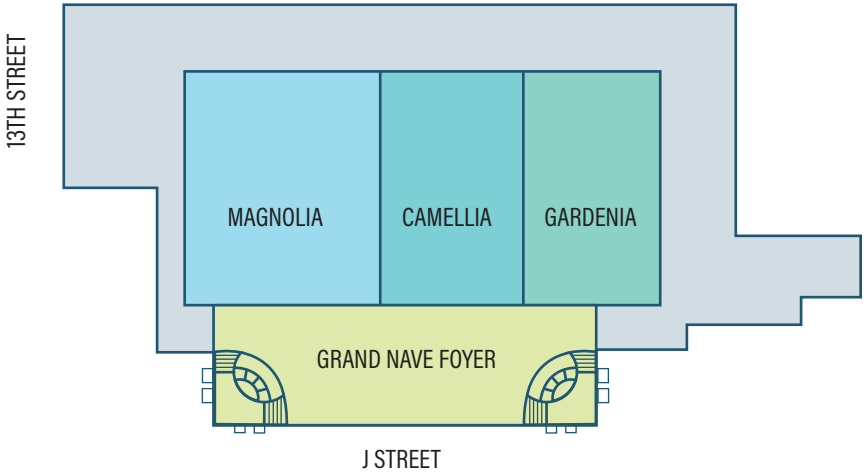 13TH STREET
MAGNOLIA
CAMELLIA
GARDENIA
GRAND NAVE FOYER
J STREET